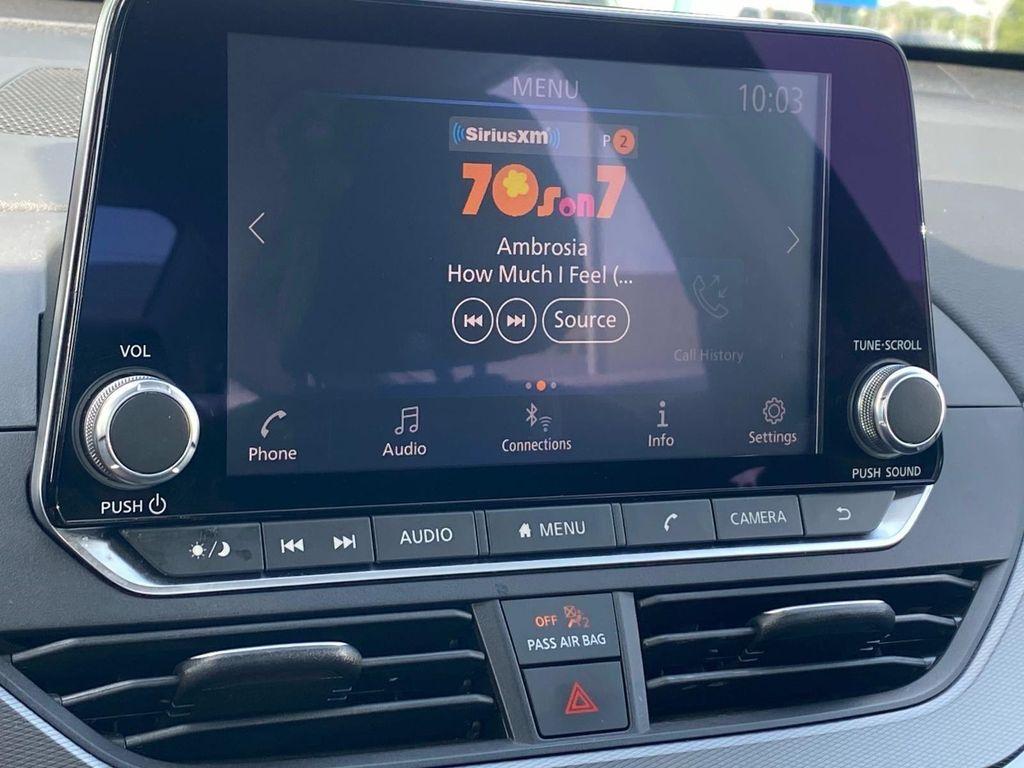 MENU
10:03
SiriusXM
P 2
70s on 7
Ambrosia
How Much I Feel (...
Source
Call History
Phone
Audio
Connections
Info
Settings
VOL
PUSH
TUNE·SCROLL
PUSH SOUND
AUDIO
MENU
CAMERA
OFF 2
PASS AIR BAG